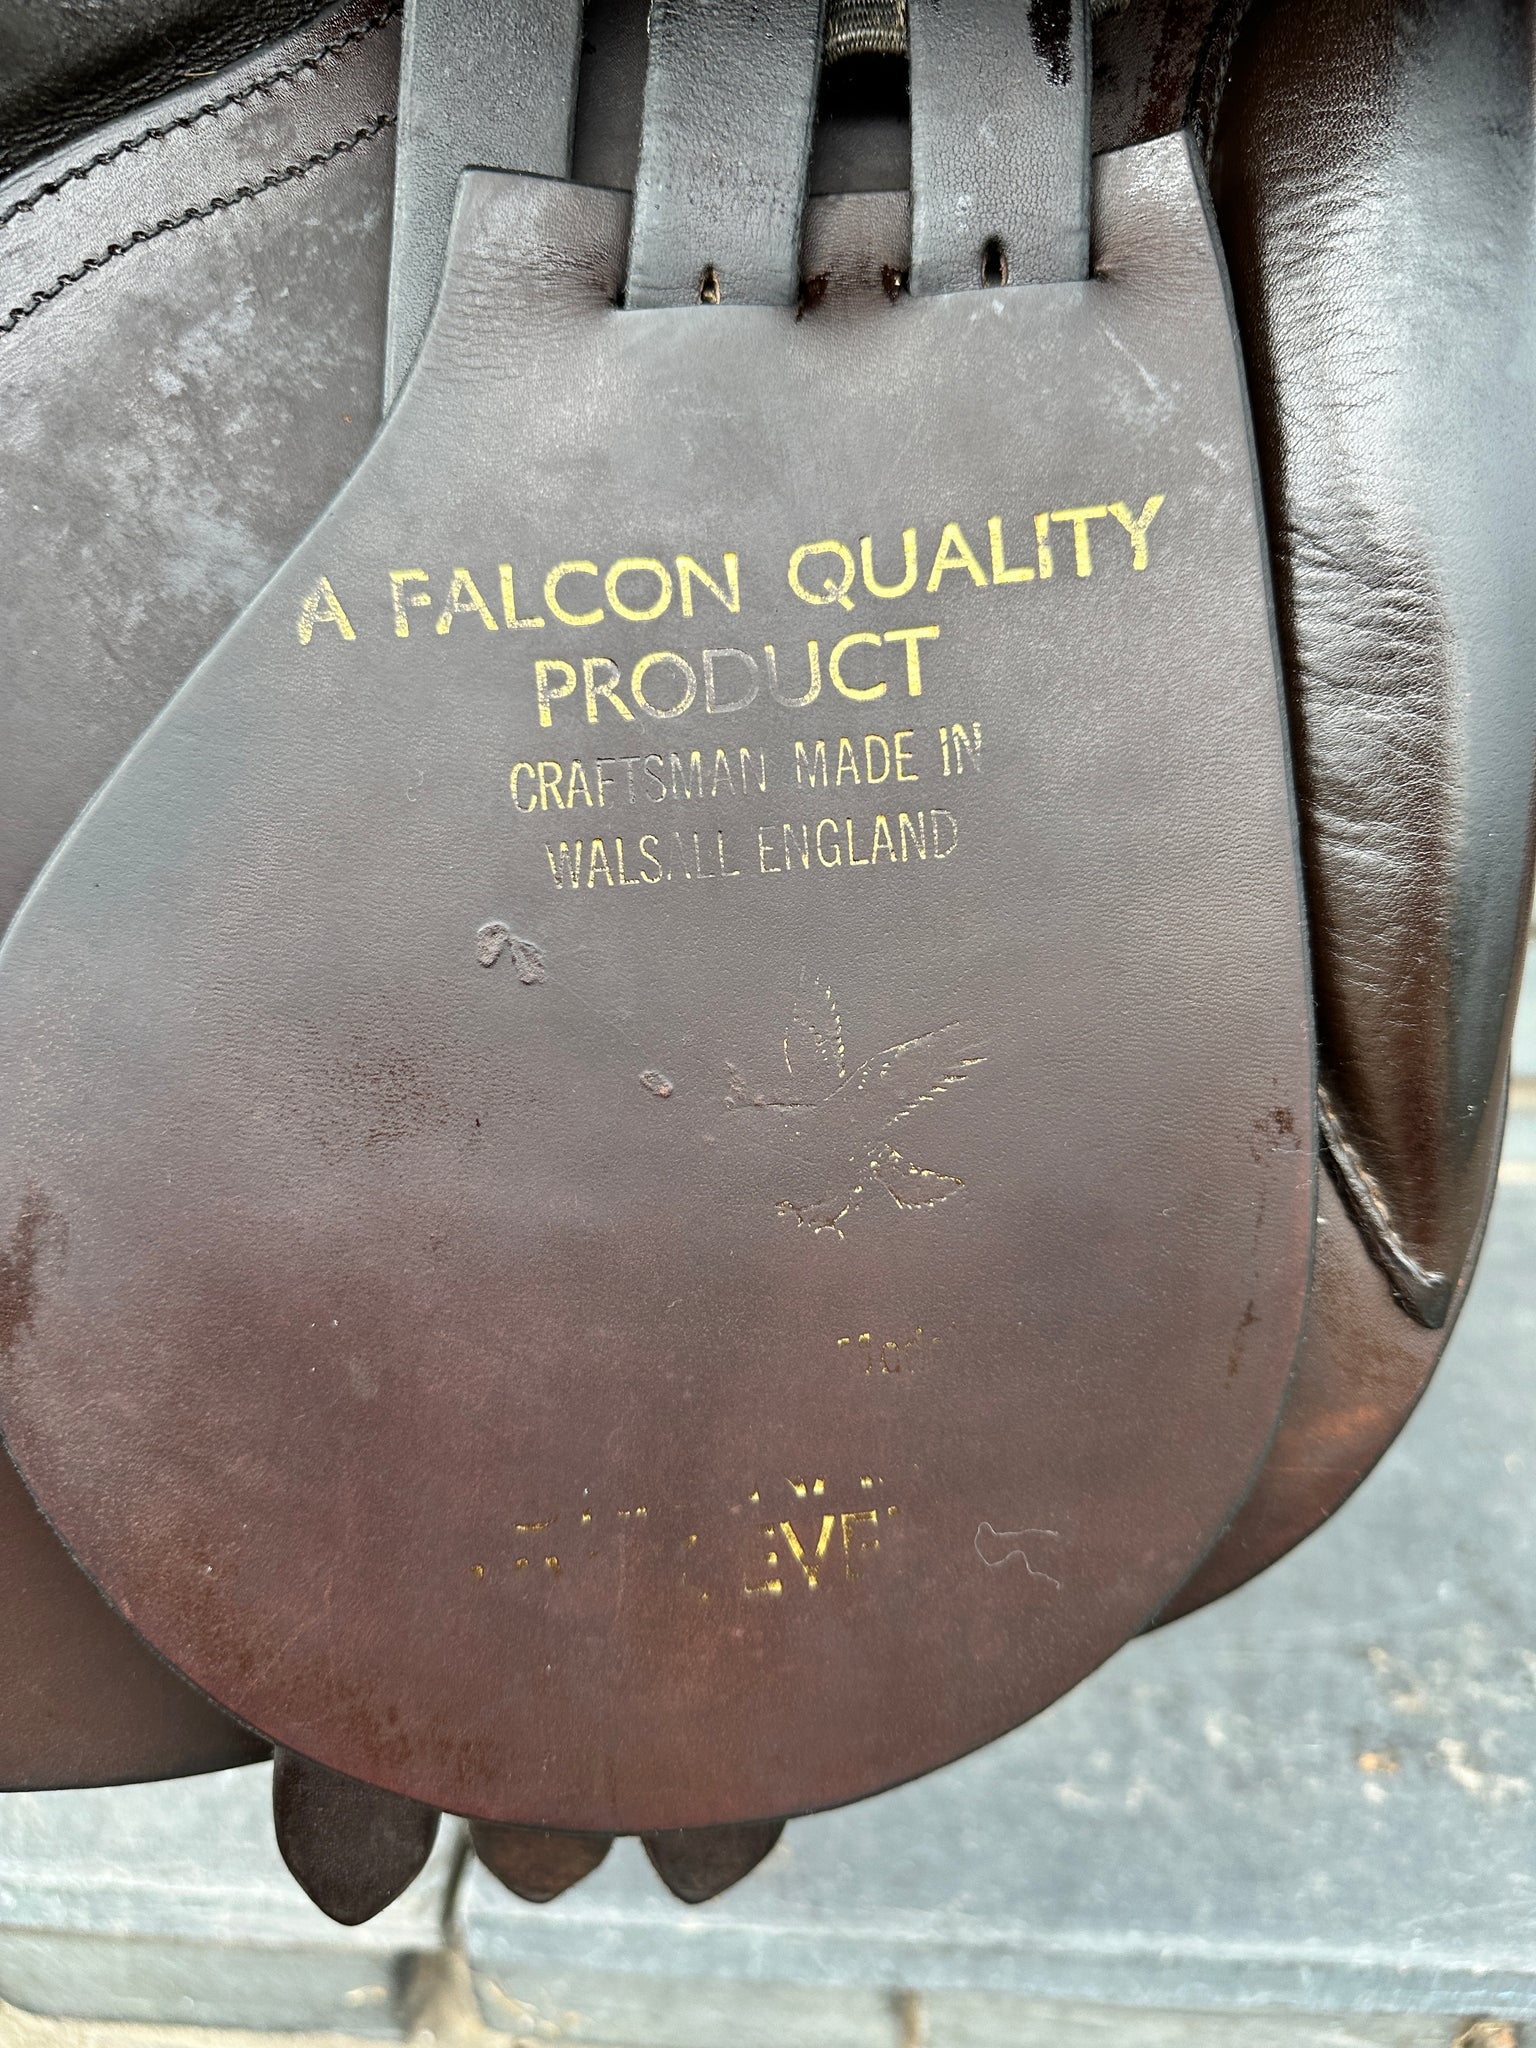 A FALCON QUALITY
PRODUCT
CRAFTSMAN MADE IN
WALSALL ENGLAND